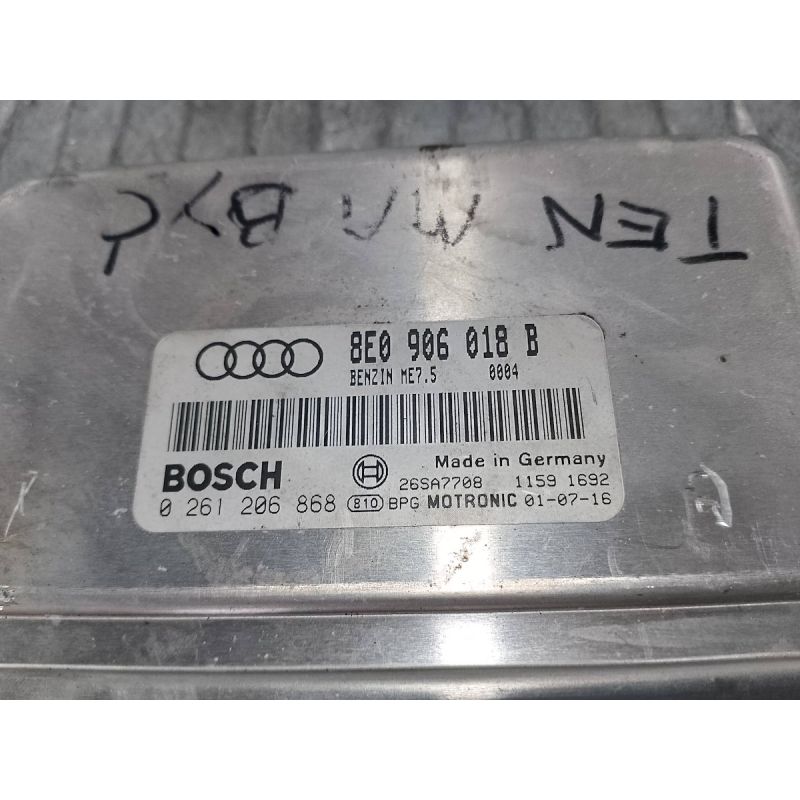 TEN MA BYĆ
8E0 906 018 B
BENZIN ME7.5 0004
BOSCH
Made in Germany
26SA7708 1159 1692
0 261 206 868 810 BPG MOTRONIC 01-07-16